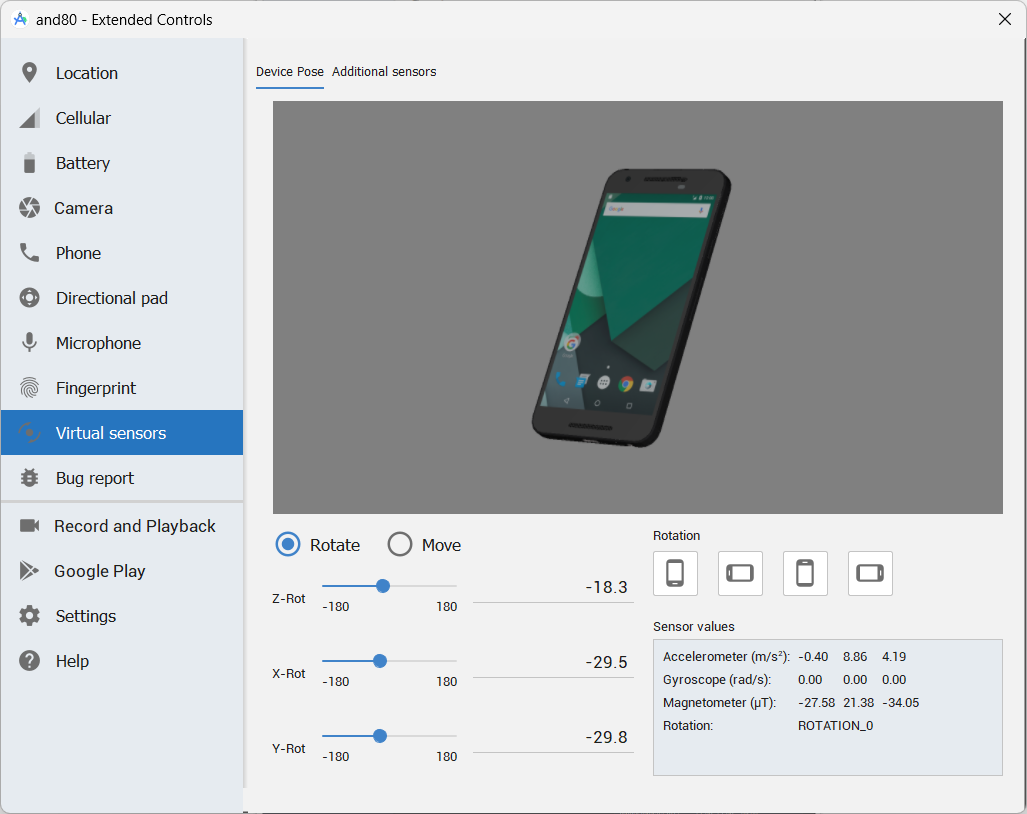 and80 - Extended Controls
Location
Cellular
Battery
Camera
Phone
Directional pad
Microphone
Fingerprint
Virtual sensors
Bug report
Record and Playback
Google Play
Settings
Help
Device Pose Additional sensors
Rotate Move
Z-Rot -180 180 -18.3
X-Rot -180 180 -29.5
Y-Rot -180 180 -29.8
Rotation
Sensor values
Accelerometer (m/s²): -0.40 8.86 4.19
Gyroscope (rad/s): 0.00 0.00 0.00
Magnetometer (μT): -27.58 21.38 -34.05
Rotation: ROTATION_0